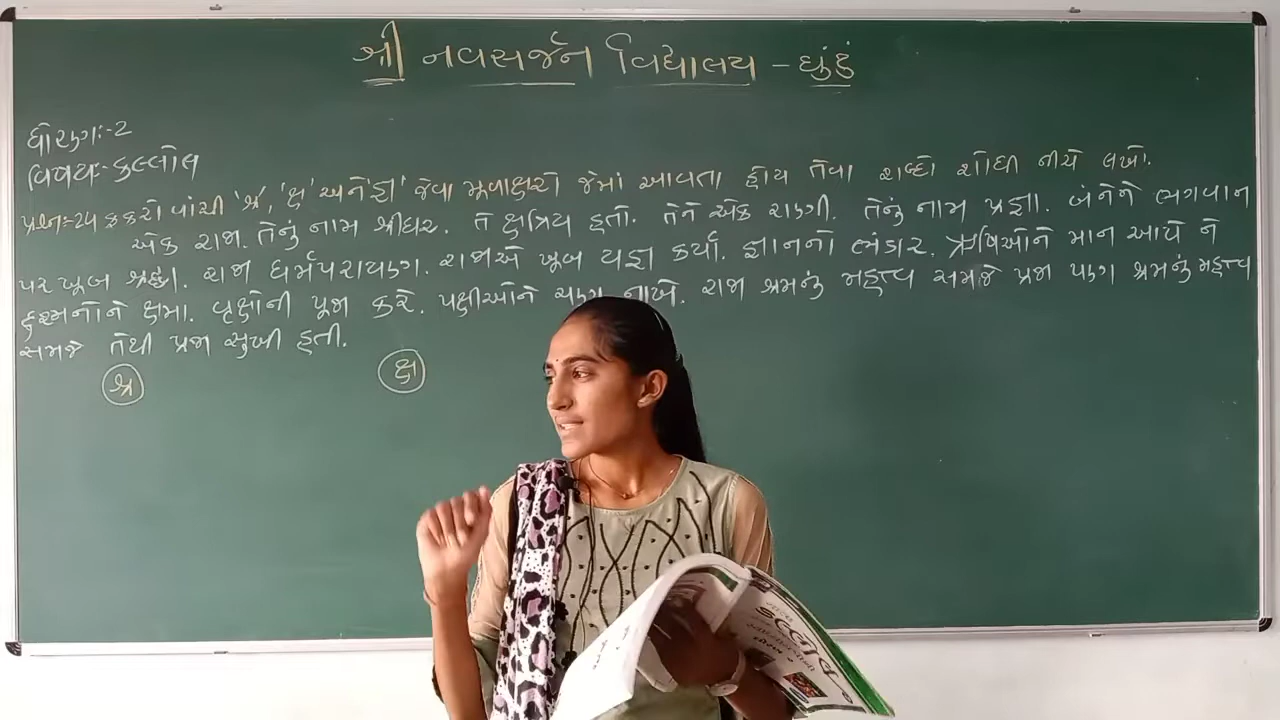 શ્રી નવસર્જન વિદ્યાલય - ઘુંટું
ધોરણ:-2
વિષય:-કલ્લોલ
પ્રશ્ન:-24 ફકરો વાંચી 'શ્ર', 'ક્ષ' અને 'જ્ઞ' જેવા મૂળાક્ષરો જેમાં આવતા હોય તેવા શબ્દો શોધી નીચે લખો.
એક રાજા. તેનું નામ શ્રીધર. તે ક્ષત્રિય હતો. તેને એક રાણી. તેનું નામ પ્રજ્ઞા. બંનેને ભગવાન
પર ખૂબ શ્રદ્ધા. રાજા ધર્મપરાયણ. રાજાએ ખૂબ યજ્ઞ કર્યા. જ્ઞાનનો ભંડાર. ઋષિઓને માન આપે ને
દુશ્મનોને ક્ષમા. વૃક્ષોની પૂજા કરે. પક્ષીઓને ચણ નાખે. રાજા શ્રમનું મહત્ત્વ સમજે પ્રજા પણ શ્રમનું મહત્ત્વ
સમજે તેથી પ્રજા સુખી હતી.
શ્ર ક્ષ
કલ્લોલ